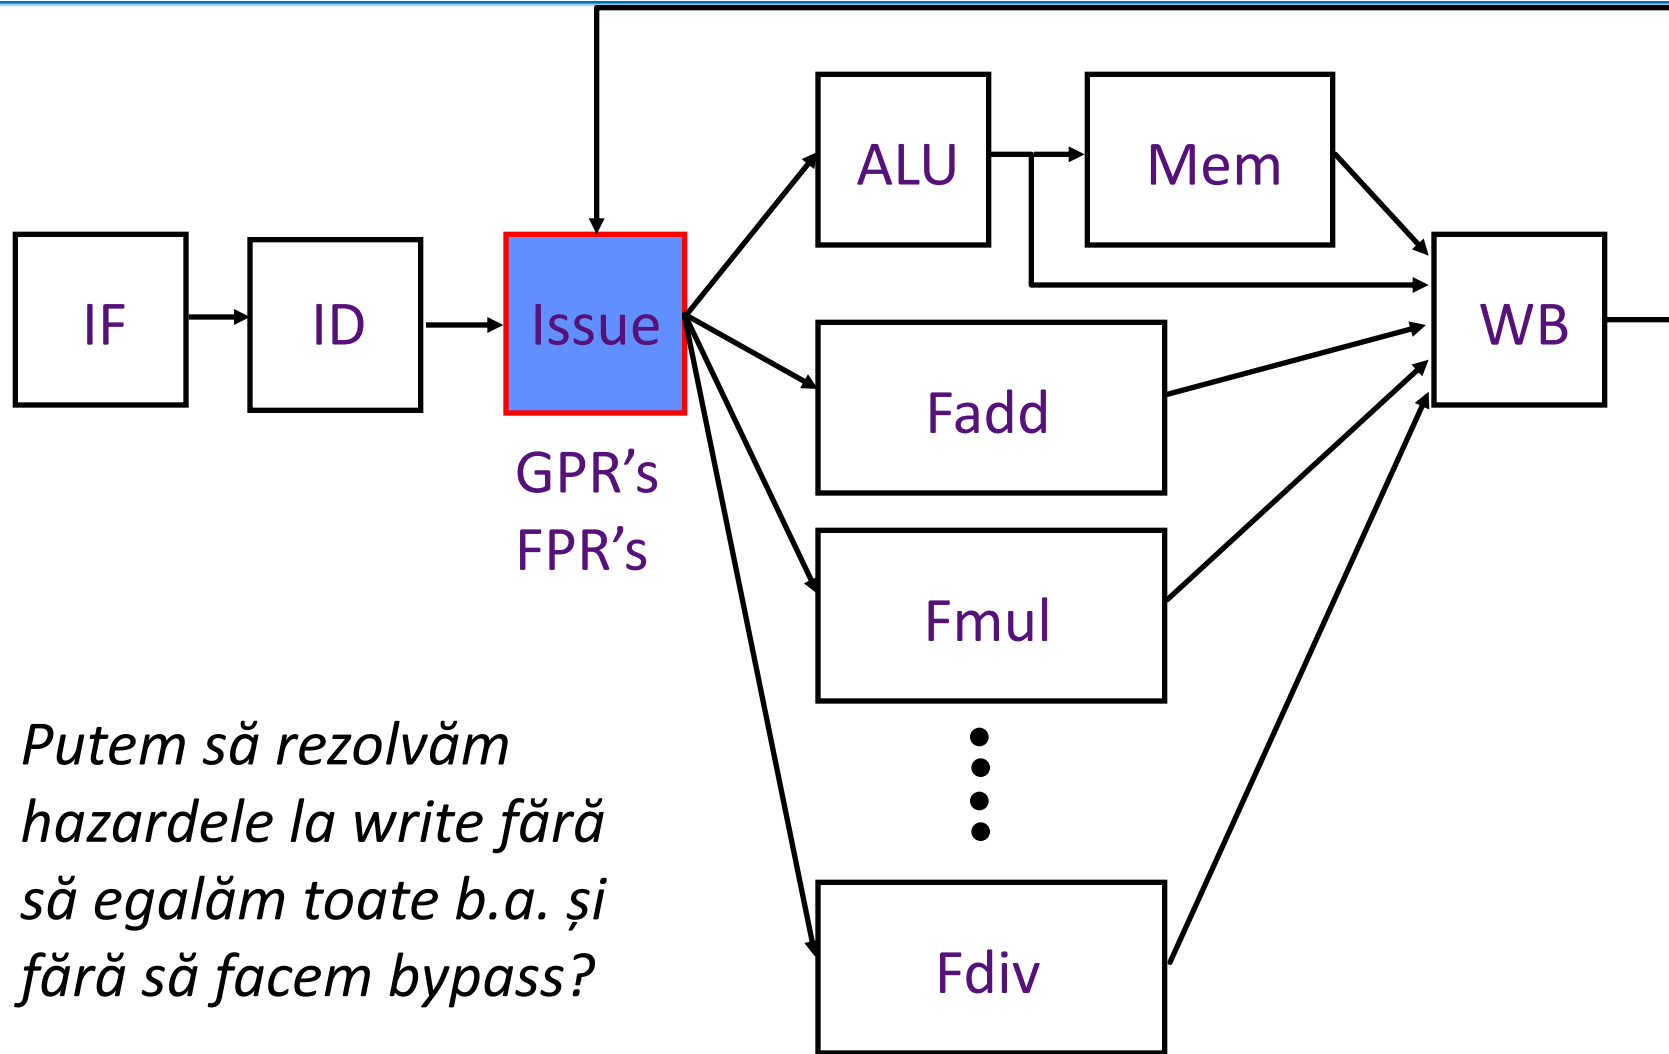 ALU
Mem
IF
ID
Issue
WB
GPR’s
FPR’s
Fadd
Fmul
Fdiv
Putem să rezolvăm
hazardele la write fără
să egalăm toate b.a. și
fără să facem bypass?